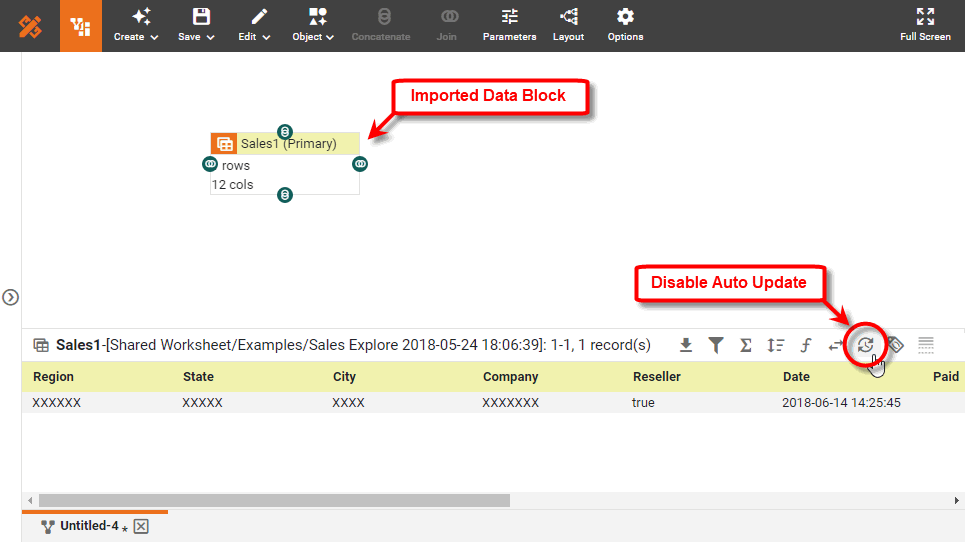 Create Save Edit Object Concatenate Join Parameters Layout Options Full Screen
Imported Data Block
Sales1 (Primary)
rows
12 cols
Disable Auto Update
Sales1-[Shared Worksheet/Examples/Sales Explore 2018-05-24 18:06:39]: 1-1, 1 record(s)
Region State City Company Reseller Date Paid
XXXXXX XXXXX XXXX XXXXXXX true 2018-06-14 14:25:45
Untitled-4 *